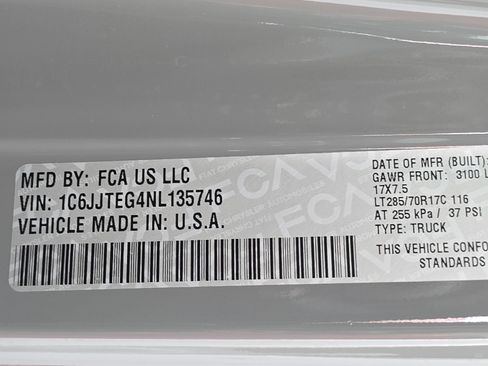 MFD BY: FCA US LLC
VIN: 1C6JJTEG4NL135746
VEHICLE MADE IN: U.S.A.
DATE OF MFR (BUILT):
GAWR FRONT: 3100 L
17X7.5
LT285/70R17C 116
AT 255 kPa / 37 PSI
TYPE: TRUCK
THIS VEHICLE CONFO
STANDARDS